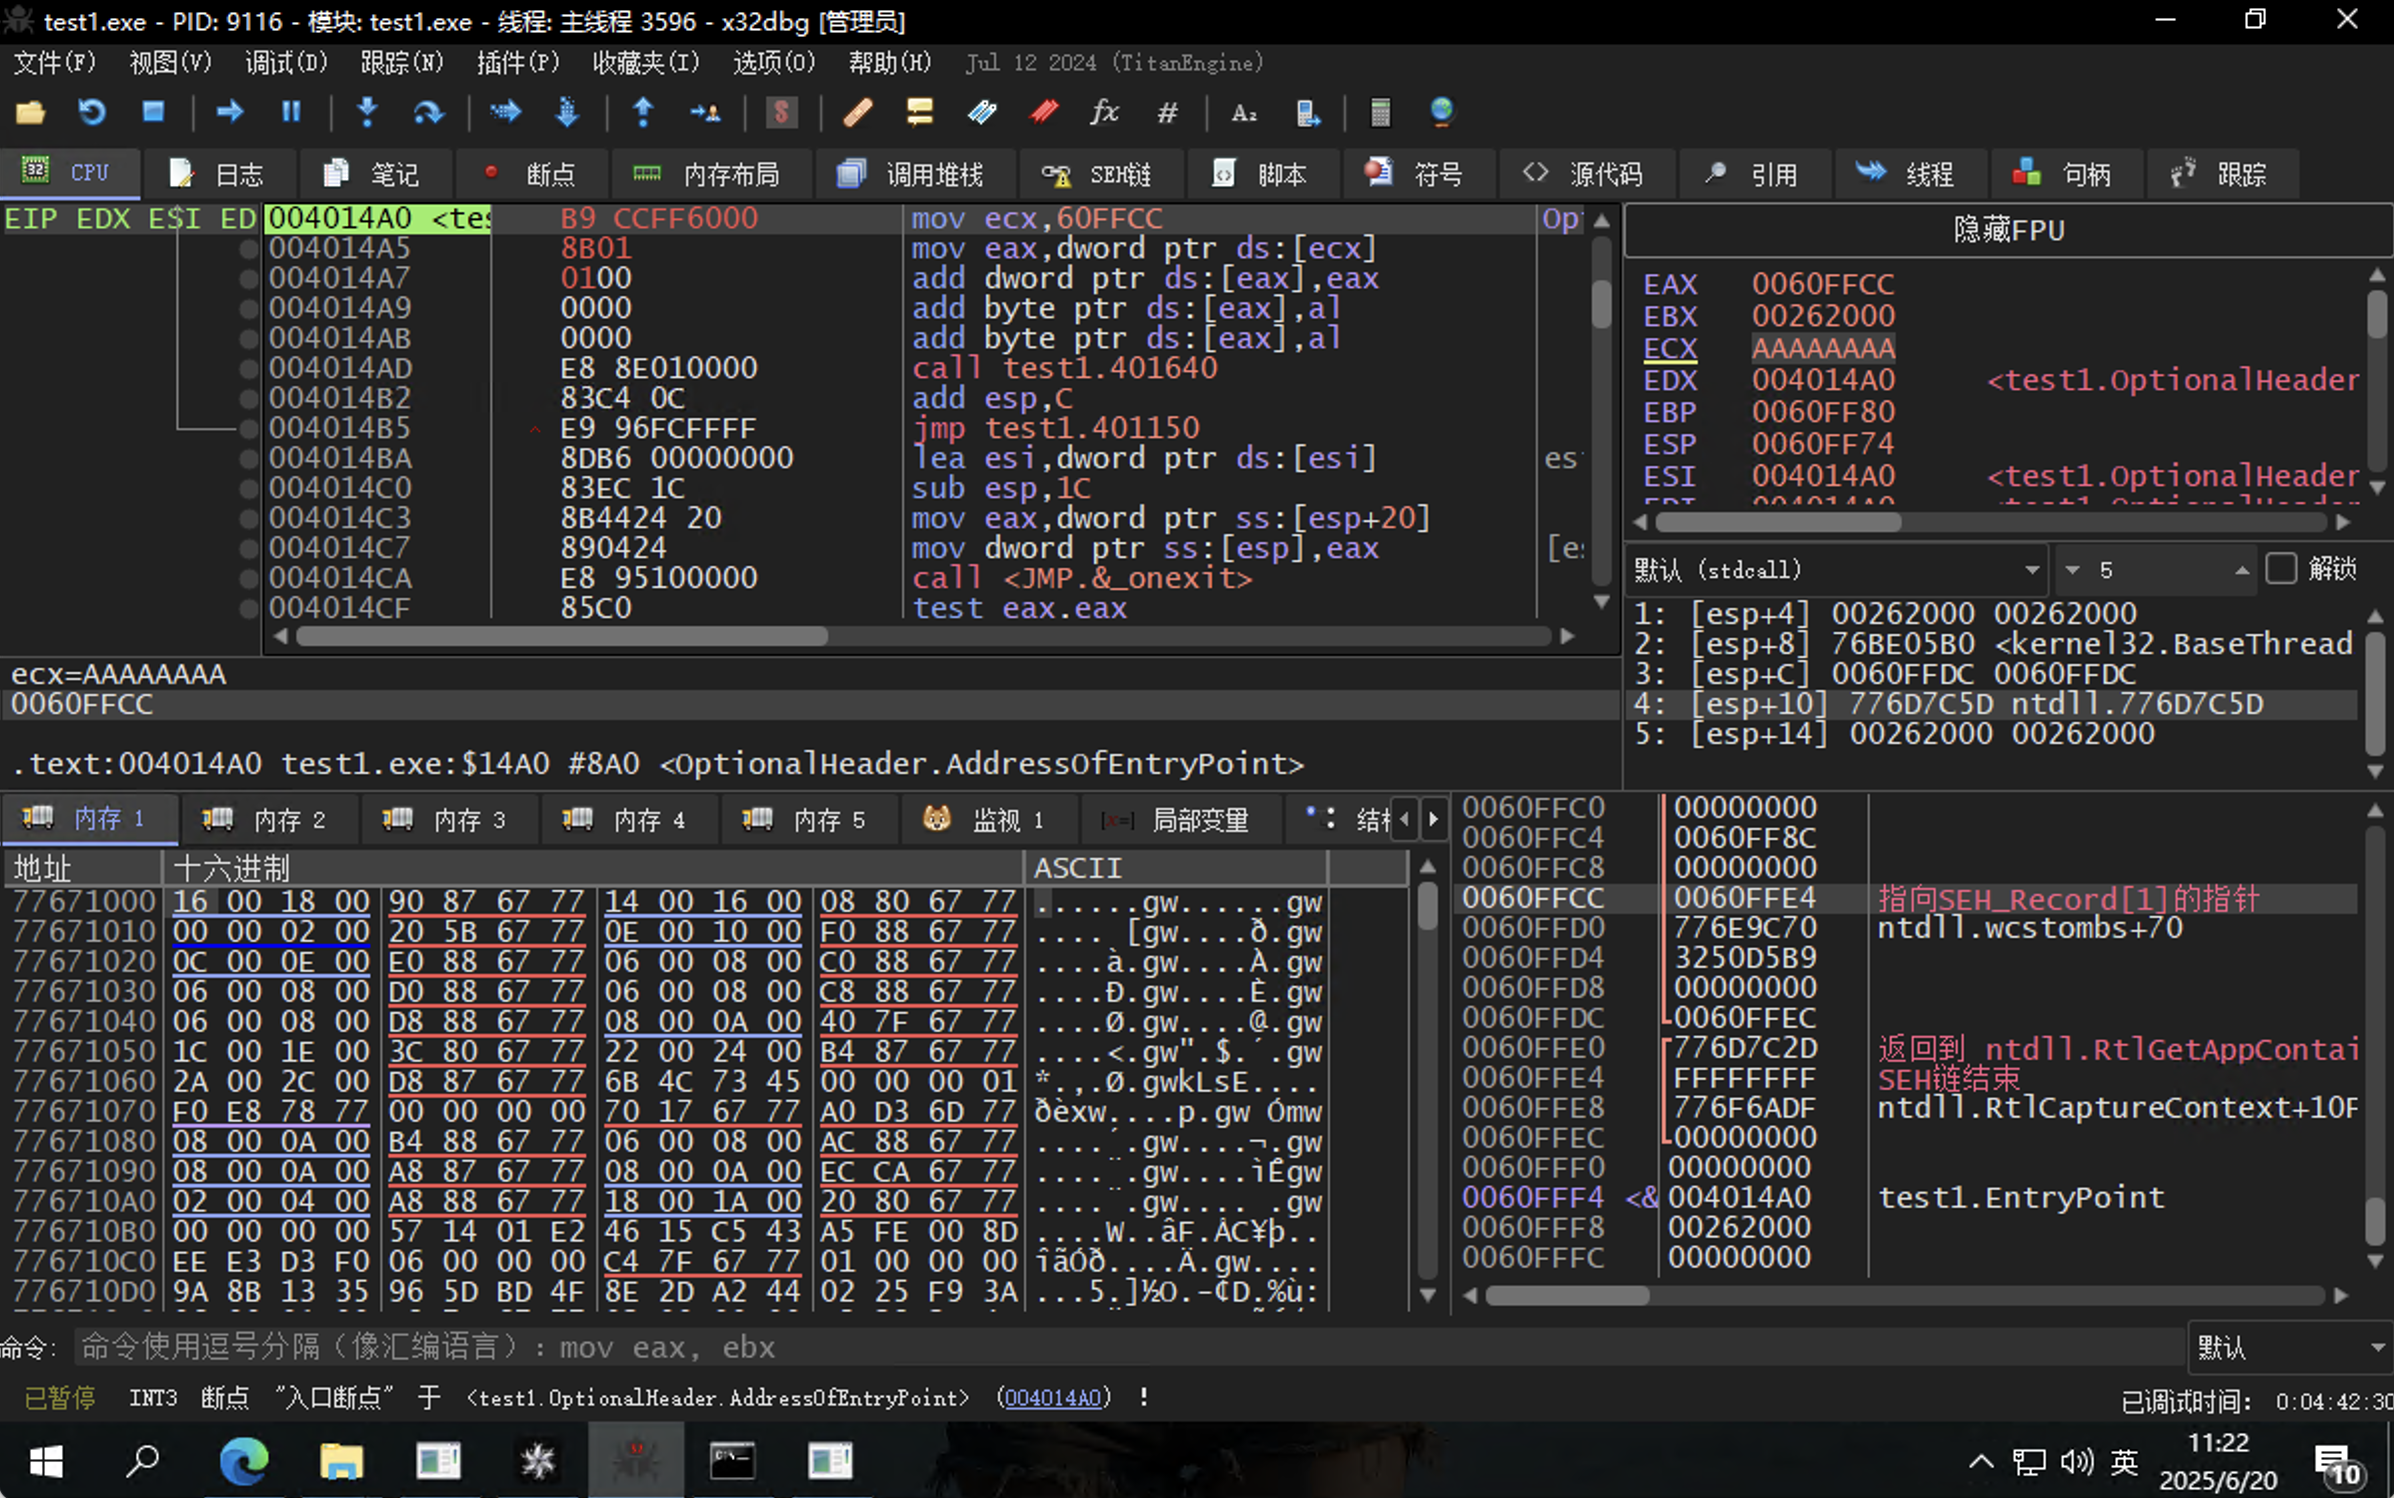 test1.exe - PID: 9116 - 模块: test1.exe - 线程: 主线程 3596 - x32dbg [管理员]
文件(F) 视图(V) 调试(D) 跟踪(N) 插件(P) 收藏夹(I) 选项(O) 帮助(H) Jul 12 2024 (TitanEngine)
CPU 日志 笔记 断点 内存布局 调用堆栈 SEH链 脚本 符号 源代码 引用 线程 句柄 跟踪
EIP EDX ESI ED 004014A0 <tes B9 CCFF6000 mov ecx,60FFCC Op
004014A5 8B01 mov eax,dword ptr ds:[ecx]
004014A7 0100 add dword ptr ds:[eax],eax
004014A9 0000 add byte ptr ds:[eax],al
004014AB 0000 add byte ptr ds:[eax],al
004014AD E8 8E010000 call test1.401640
004014B2 83C4 0C add esp,C
004014B5 E9 96FCFFFF jmp test1.401150
004014BA 8DB6 00000000 lea esi,dword ptr ds:[esi] es
004014C0 83EC 1C sub esp,1C
004014C3 8B4424 20 mov eax,dword ptr ss:[esp+20]
004014C7 890424 mov dword ptr ss:[esp],eax [es
004014CA E8 95100000 call <JMP.&_onexit>
004014CF 85C0 test eax.eax
ecx=AAAAAAAA
0060FFCC
.text:004014A0 test1.exe:$14A0 #8A0 <OptionalHeader.AddressOfEntryPoint>
隐藏FPU
EAX 0060FFCC
EBX 00262000
ECX AAAAAAAA
EDX 004014A0 <test1.OptionalHeader
EBP 0060FF80
ESP 0060FF74
ESI 004014A0 <test1.OptionalHeader
默认 (stdcall) 5 解锁
1: [esp+4] 00262000 00262000
2: [esp+8] 76BE05B0 <kernel32.BaseThread
3: [esp+C] 0060FFDC 0060FFDC
4: [esp+10] 776D7C5D ntdll.776D7C5D
5: [esp+14] 00262000 00262000
内存 1 内存 2 内存 3 内存 4 内存 5 监视 1 [x=] 局部变量
地址 十六进制 ASCII
77671000 16 00 18 00 90 87 67 77 14 00 16 00 08 80 67 77 ......gw......gw
77671010 00 00 02 00 20 5B 67 77 0E 00 10 00 F0 88 67 77 .... [gw....ð.gw
77671020 0C 00 0E 00 E0 88 67 77 06 00 08 00 C0 88 67 77 ....à.gw....À.gw
77671030 06 00 08 00 D0 88 67 77 06 00 08 00 C8 88 67 77 ....Ð.gw....È.gw
77671040 06 00 08 00 D8 88 67 77 08 00 0A 00 40 7F 67 77 ....Ø.gw....@.gw
77671050 1C 00 1E 00 3C 80 67 77 22 00 24 00 B4 87 67 77 ....<.gw".$.´.gw
77671060 2A 00 2C 00 D8 87 67 77 6B 4C 73 45 00 00 00 01 *.,.Ø.gwkLsE....
77671070 F0 E8 78 77 00 00 00 00 70 17 67 77 A0 D3 6D 77 ðèxw....p.gw Ómw
77671080 08 00 0A 00 B4 88 67 77 06 00 08 00 AC 88 67 77 ....´.gw....¬.gw
77671090 08 00 0A 00 A8 87 67 77 08 00 0A 00 EC CA 67 77 ....¨.gw....ìÊgw
776710A0 02 00 04 00 A8 88 67 77 18 00 1A 00 20 80 67 77 ....¨.gw.... .gw
776710B0 00 00 00 00 57 14 01 E2 46 15 C5 43 A5 FE 00 8D ....W..âF.ÅC¥þ..
776710C0 EE E3 D3 F0 06 00 00 00 C4 7F 67 77 01 00 00 00 îãÓð....Ä.gw....
776710D0 9A 8B 13 35 96 5D BD 4F 8E 2D A2 44 02 25 F9 3A ...5.]½O.-¢D.%ù:
0060FFC0 00000000
0060FFC4 0060FF8C
0060FFC8 00000000
0060FFCC 0060FFE4 指向SEH_Record[1]的指针
0060FFD0 776E9C70 ntdll.wcstombs+70
0060FFD4 3250D5B9
0060FFD8 00000000
0060FFDC 0060FFEC
0060FFE0 776D7C2D 返回到 ntdll.RtlGetAppContai
0060FFE4 FFFFFFFF SEH链结束
0060FFE8 776F6ADF ntdll.RtlCaptureContext+10F
0060FFEC 00000000
0060FFF0 00000000
0060FFF4 <& 004014A0 test1.EntryPoint
0060FFF8 00262000
0060FFFC 00000000
命令: 命令使用逗号分隔（像汇编语言）: mov eax, ebx 默认
已暂停 INT3 断点 "入口断点" 于 <test1.OptionalHeader.AddressOfEntryPoint> (004014A0) ! 已调试时间: 0:04:42:30
英 11:22
2025/6/20 10